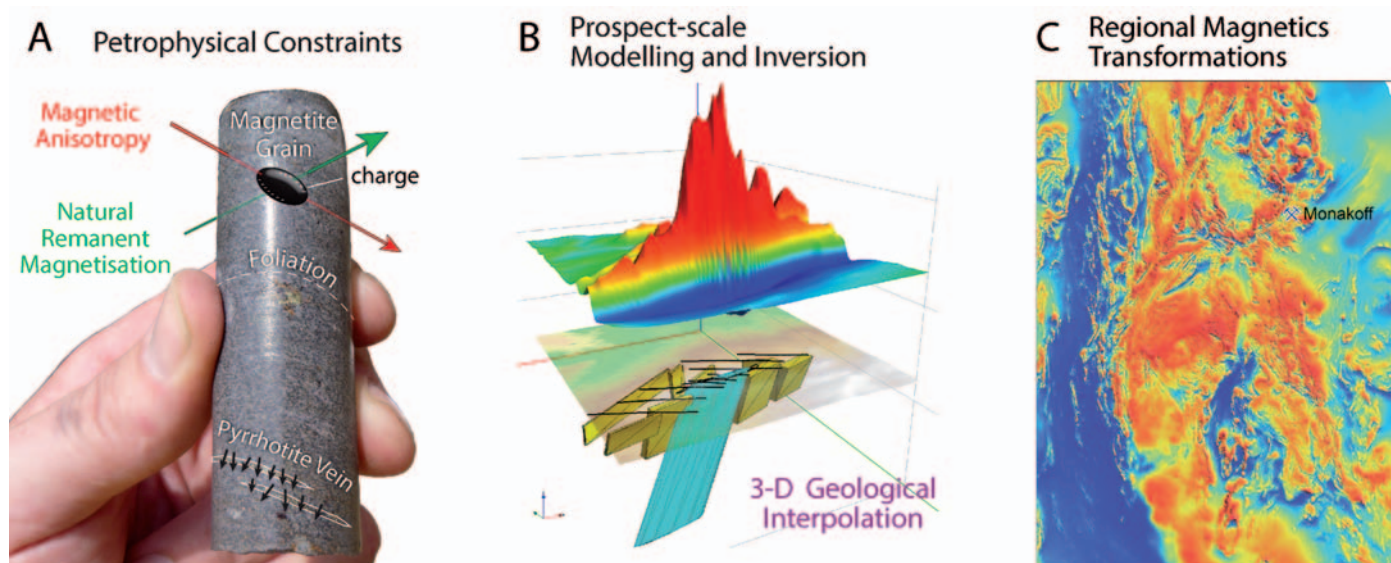 A Petrophysical Constraints
Magnetic
Anisotropy
Magnetite
Grain
charge
Natural
Remanent
Magnetisation
Foliation
Pyrrhotite Vein
B Prospect-scale
Modelling and Inversion
3-D Geological
Interpolation
C Regional Magnetics
Transformations
Monakoff